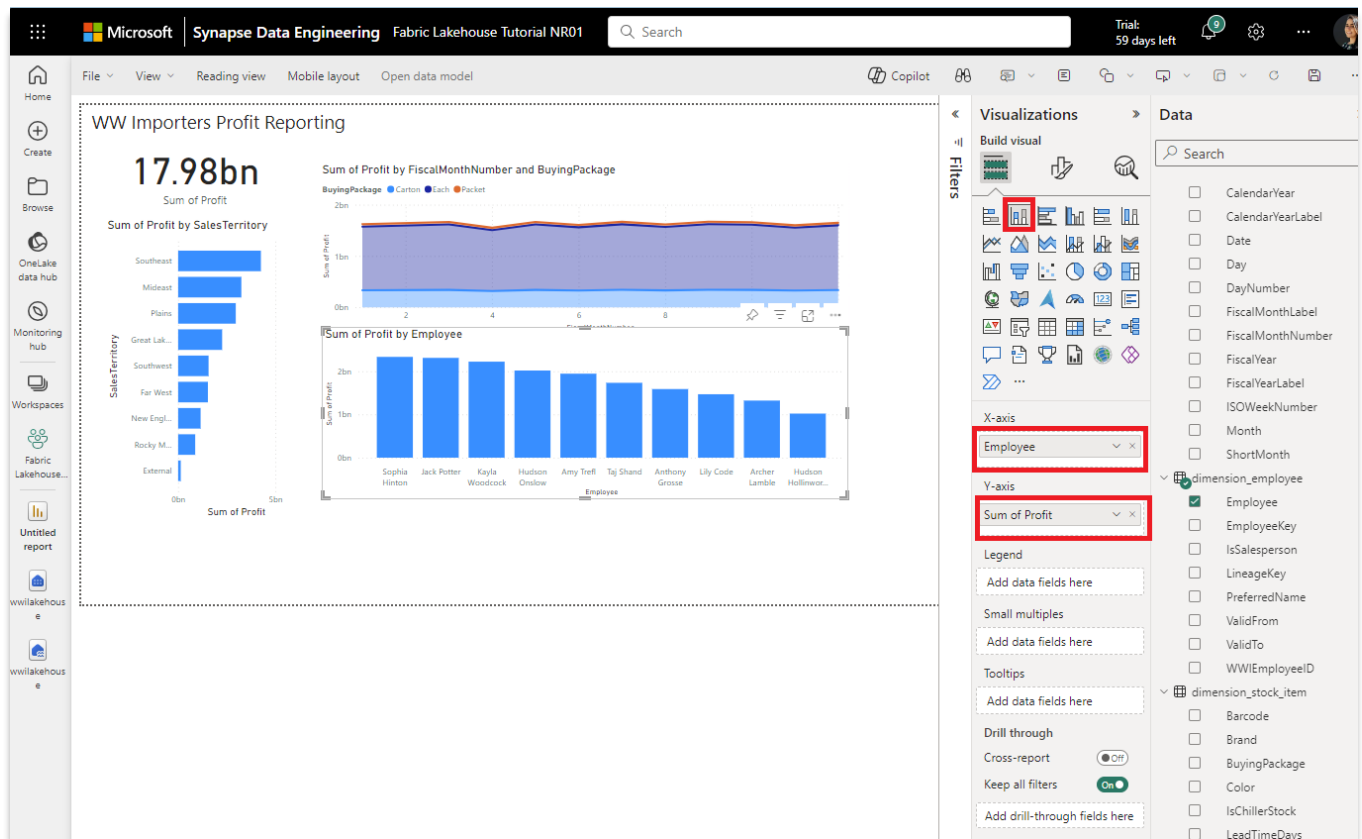 Microsoft Synapse Data Engineering Fabric Lakehouse Tutorial NR01 Search Trial: 59 days left 9
Home
Create
Browse
OneLake data hub
Monitoring hub
Workspaces
Fabric Lakehouse...
Untitled report
wwilakehous e
wwilakehous e
File View Reading view Mobile layout Open data model Copilot
WW Importers Profit Reporting
17.98bn
Sum of Profit
Sum of Profit by SalesTerritory
SalesTerritory
Southeast
Mideast
Plains
Great Lak...
Southwest
Far West
New Engl...
Rocky M...
External
0bn 5bn
Sum of Profit
Sum of Profit by FiscalMonthNumber and BuyingPackage
BuyingPackage Carton Each Packet
Sum of Profit
2bn
1bn
0bn
2 4 6 8
Sum of Profit by Employee
Sum of Profit
2bn
1bn
0bn
Sophia Hinton
Jack Potter
Kayla Woodcock
Hudson Onslow
Amy Trefl
Taj Shand
Anthony Grosse
Lily Code
Archer Lamble
Hudson Hollinwor...
Employee
Filters
Visualizations
Build visual
123
X-axis
Employee
Y-axis
Sum of Profit
Legend
Add data fields here
Small multiples
Add data fields here
Tooltips
Add data fields here
Drill through
Cross-report Off
Keep all filters On
Add drill-through fields here
Data
Search
CalendarYear
CalendarYearLabel
Date
Day
DayNumber
FiscalMonthLabel
FiscalMonthNumber
FiscalYear
FiscalYearLabel
ISOWeekNumber
Month
ShortMonth
dimension_employee
Employee
EmployeeKey
IsSalesperson
LineageKey
PreferredName
ValidFrom
ValidTo
WWIEmployeeID
dimension_stock_item
Barcode
Brand
BuyingPackage
Color
IsChillerStock
LeadTimeDays